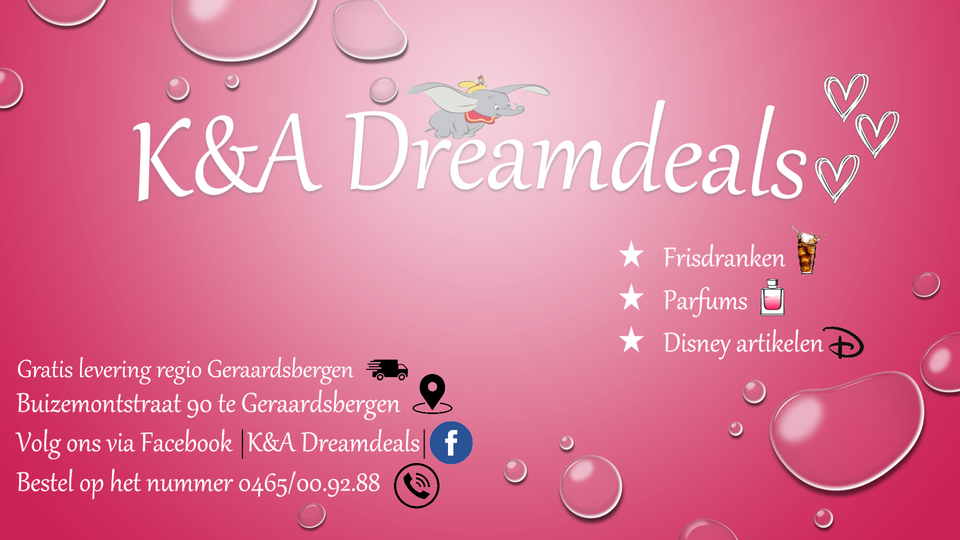 K&A Dreamdeals
Frisdranken
Parfums
Disney artikelen
Gratis levering regio Geraardsbergen
Buizemontstraat 90 te Geraardsbergen
Volg ons via Facebook |K&A Dreamdeals|
Bestel op het nummer 0465/00.92.88